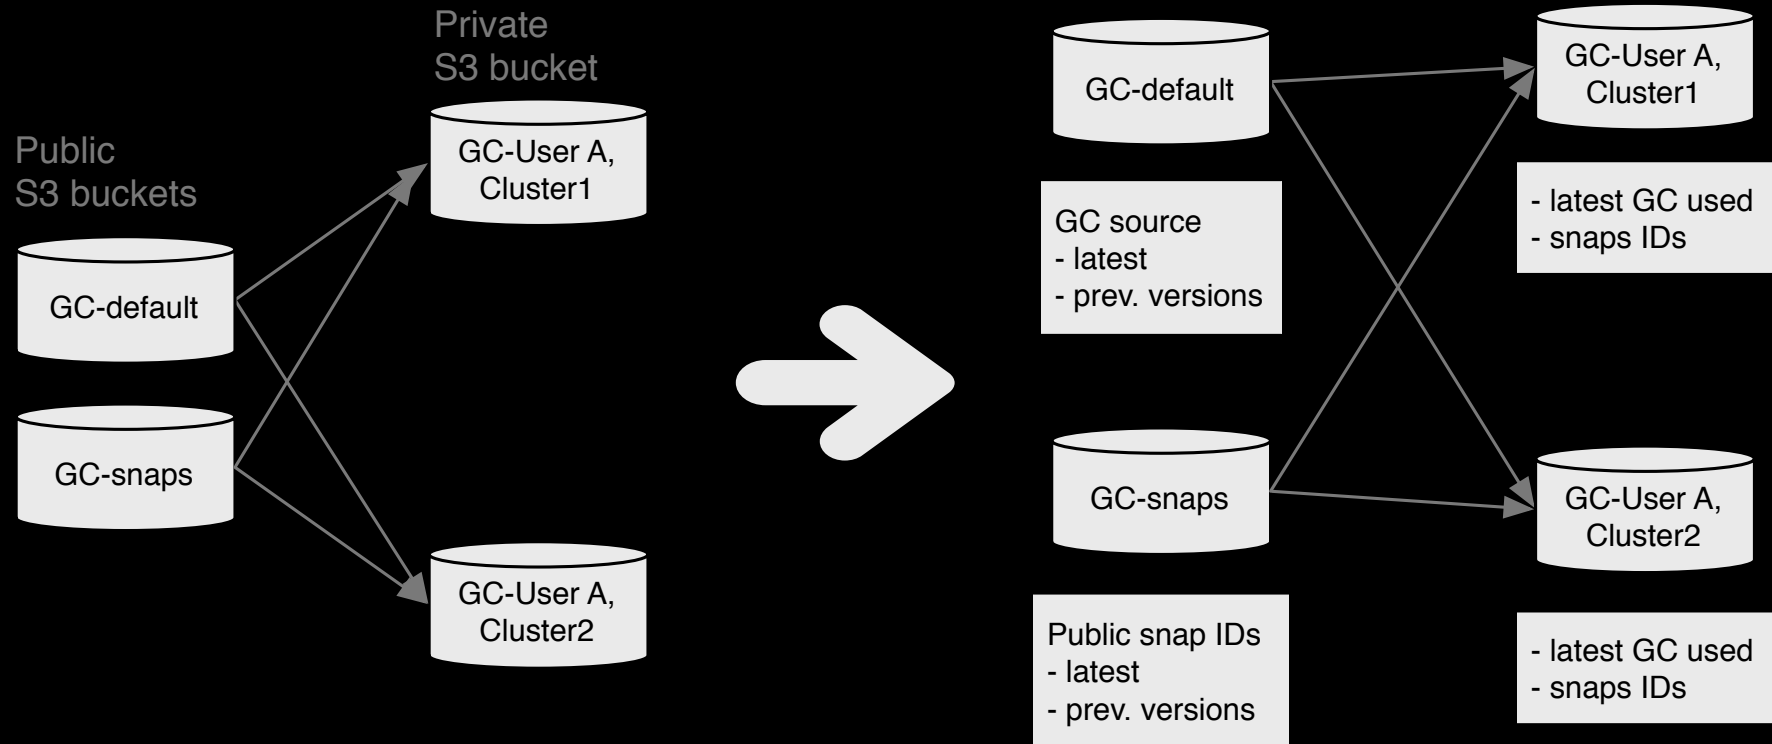 Private
S3 bucket
GC-User A,
Cluster1
Public
S3 buckets
GC-default
GC-snaps
GC-User A,
Cluster2
GC-default
GC source
- latest
- prev. versions
GC-snaps
Public snap IDs
- latest
- prev. versions
GC-User A,
Cluster1
- latest GC used
- snaps IDs
GC-User A,
Cluster2
- latest GC used
- snaps IDs